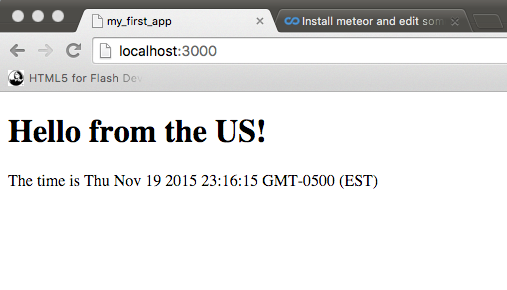 my_first_app
Install meteor and edit som
localhost:3000
HTML5 for Flash Dev
Hello from the US!
The time is Thu Nov 19 2015 23:16:15 GMT-0500 (EST)